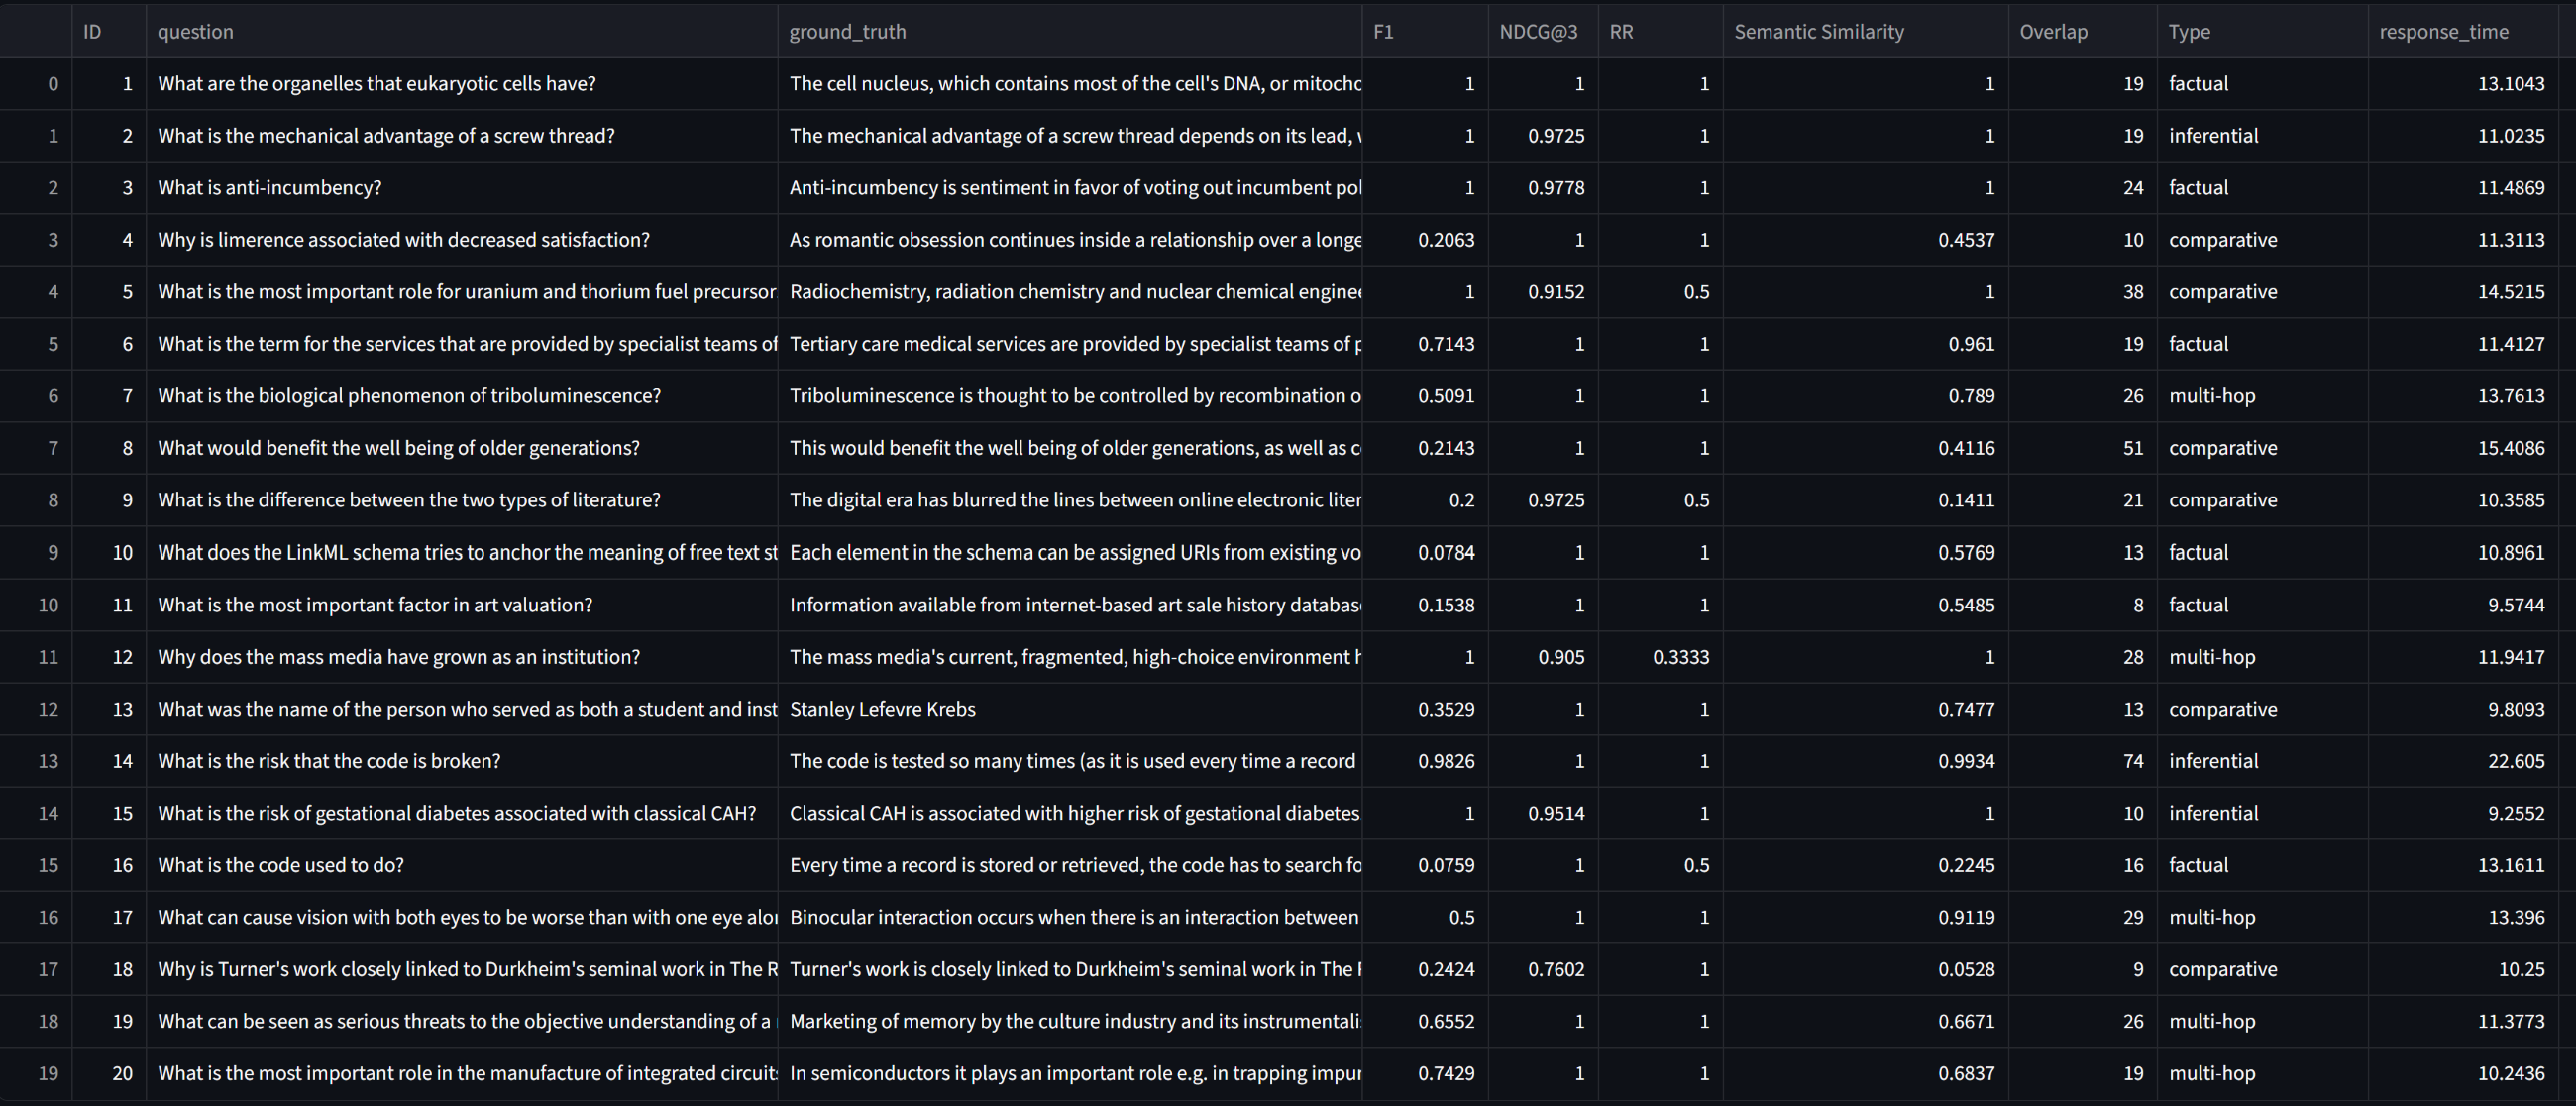 ID question ground_truth F1 NDCG@3 RR Semantic Similarity Overlap Type response_time
0 1 What are the organelles that eukaryotic cells have? The cell nucleus, which contains most of the cell's DNA, or mitocho 1 1 1 1 19 factual 13.1043
1 2 What is the mechanical advantage of a screw thread? The mechanical advantage of a screw thread depends on its lead, 1 0.9725 1 1 19 inferential 11.0235
2 3 What is anti-incumbency? Anti-incumbency is sentiment in favor of voting out incumbent pol 1 0.9778 1 1 24 factual 11.4869
3 4 Why is limerence associated with decreased satisfaction? As romantic obsession continues inside a relationship over a longe 0.2063 1 1 0.4537 10 comparative 11.3113
4 5 What is the most important role for uranium and thorium fuel precursor Radiochemistry, radiation chemistry and nuclear chemical enginee 1 0.9152 0.5 1 38 comparative 14.5215
5 6 What is the term for the services that are provided by specialist teams of Tertiary care medical services are provided by specialist teams of p 0.7143 1 1 0.961 19 factual 11.4127
6 7 What is the biological phenomenon of triboluminescence? Triboluminescence is thought to be controlled by recombination o 0.5091 1 1 0.789 26 multi-hop 13.7613
7 8 What would benefit the well being of older generations? This would benefit the well being of older generations, as well as c 0.2143 1 1 0.4116 51 comparative 15.4086
8 9 What is the difference between the two types of literature? The digital era has blurred the lines between online electronic liter 0.2 0.9725 0.5 0.1411 21 comparative 10.3585
9 10 What does the LinkML schema tries to anchor the meaning of free text st Each element in the schema can be assigned URIs from existing vo 0.0784 1 1 0.5769 13 factual 10.8961
10 11 What is the most important factor in art valuation? Information available from internet-based art sale history databas 0.1538 1 1 0.5485 8 factual 9.5744
11 12 Why does the mass media have grown as an institution? The mass media's current, fragmented, high-choice environment h 1 0.905 0.3333 1 28 multi-hop 11.9417
12 13 What was the name of the person who served as both a student and inst Stanley Lefevre Krebs 0.3529 1 1 0.7477 13 comparative 9.8093
13 14 What is the risk that the code is broken? The code is tested so many times (as it is used every time a record 0.9826 1 1 0.9934 74 inferential 22.605
14 15 What is the risk of gestational diabetes associated with classical CAH? Classical CAH is associated with higher risk of gestational diabetes 1 0.9514 1 1 10 inferential 9.2552
15 16 What is the code used to do? Every time a record is stored or retrieved, the code has to search fo 0.0759 1 0.5 0.2245 16 factual 13.1611
16 17 What can cause vision with both eyes to be worse than with one eye alo Binocular interaction occurs when there is an interaction between 0.5 1 1 0.9119 29 multi-hop 13.396
17 18 Why is Turner's work closely linked to Durkheim's seminal work in The R Turner's work is closely linked to Durkheim's seminal work in The 0.2424 0.7602 1 0.0528 9 comparative 10.25
18 19 What can be seen as serious threats to the objective understanding of a Marketing of memory by the culture industry and its instrumentali 0.6552 1 1 0.6671 26 multi-hop 11.3773
19 20 What is the most important role in the manufacture of integrated circuit In semiconductors it plays an important role e.g. in trapping impur 0.7429 1 1 0.6837 19 multi-hop 10.2436